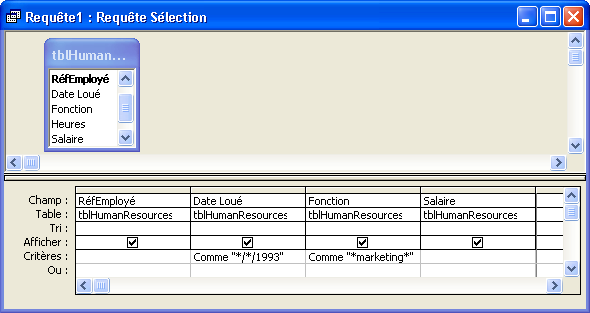 Requête1 : Requête Sélection
tblHuman...
RéfEmployé
Date Loué
Fonction
Heures
Salaire
Champ : RéfEmployé Date Loué Fonction Salaire
Table : tblHumanResources tblHumanResources tblHumanResources tblHumanResources
Tri :
Afficher :
Critères : Comme "*/*/1993" Comme "*marketing*"
Ou :